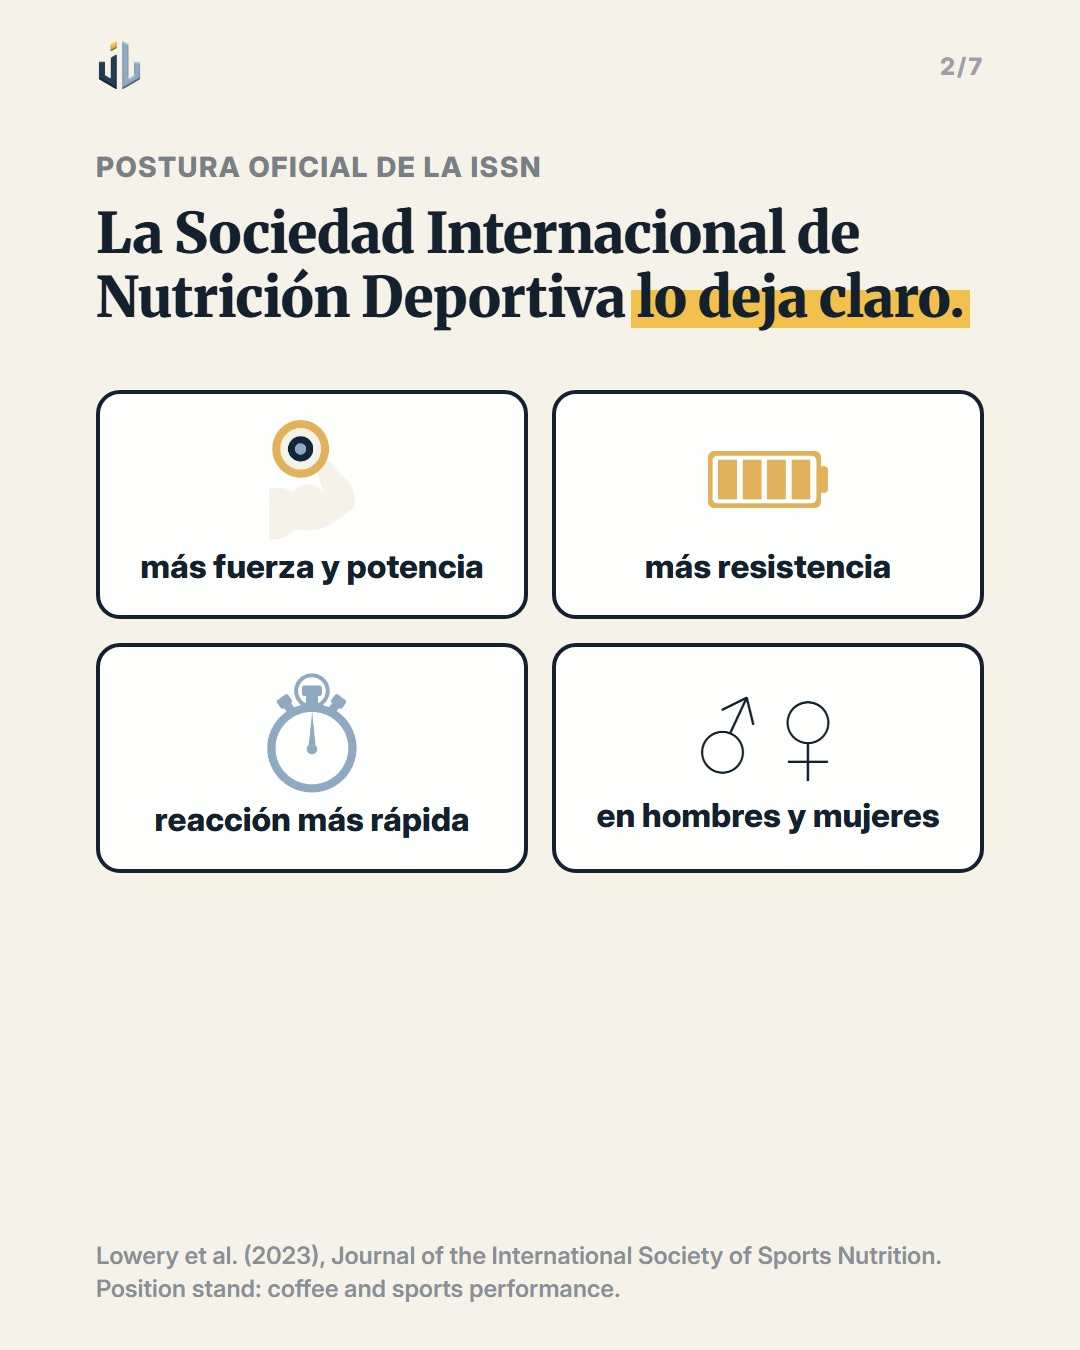 2/7
POSTURA OFICIAL DE LA ISSN
La Sociedad Internacional de
Nutrición Deportiva lo deja claro.
más fuerza y potencia
más resistencia
reacción más rápida
en hombres y mujeres
Lowery et al. (2023), Journal of the International Society of Sports Nutrition.
Position stand: coffee and sports performance.